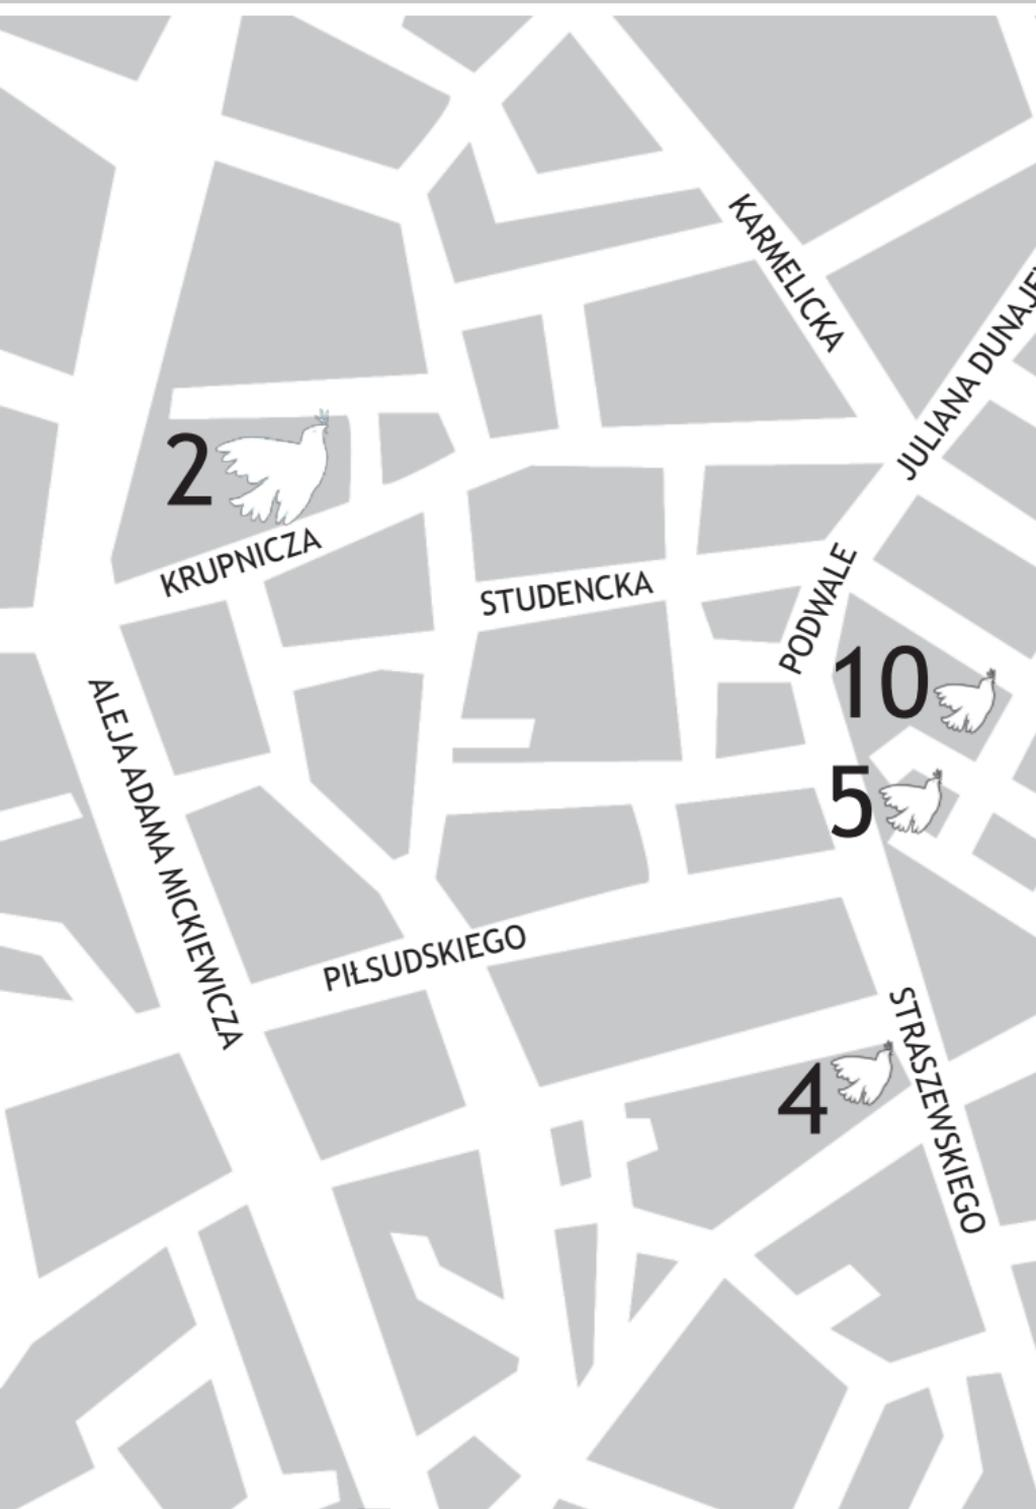 KARMELICKA
JULIANA DUNAJE
2
KRUPNICZA
STUDENCKA
PODWALE
10
ALEJA ADAMA MICKIEWICZA
5
PIŁSUDSKIEGO
STRASZEWSKIEGO
4